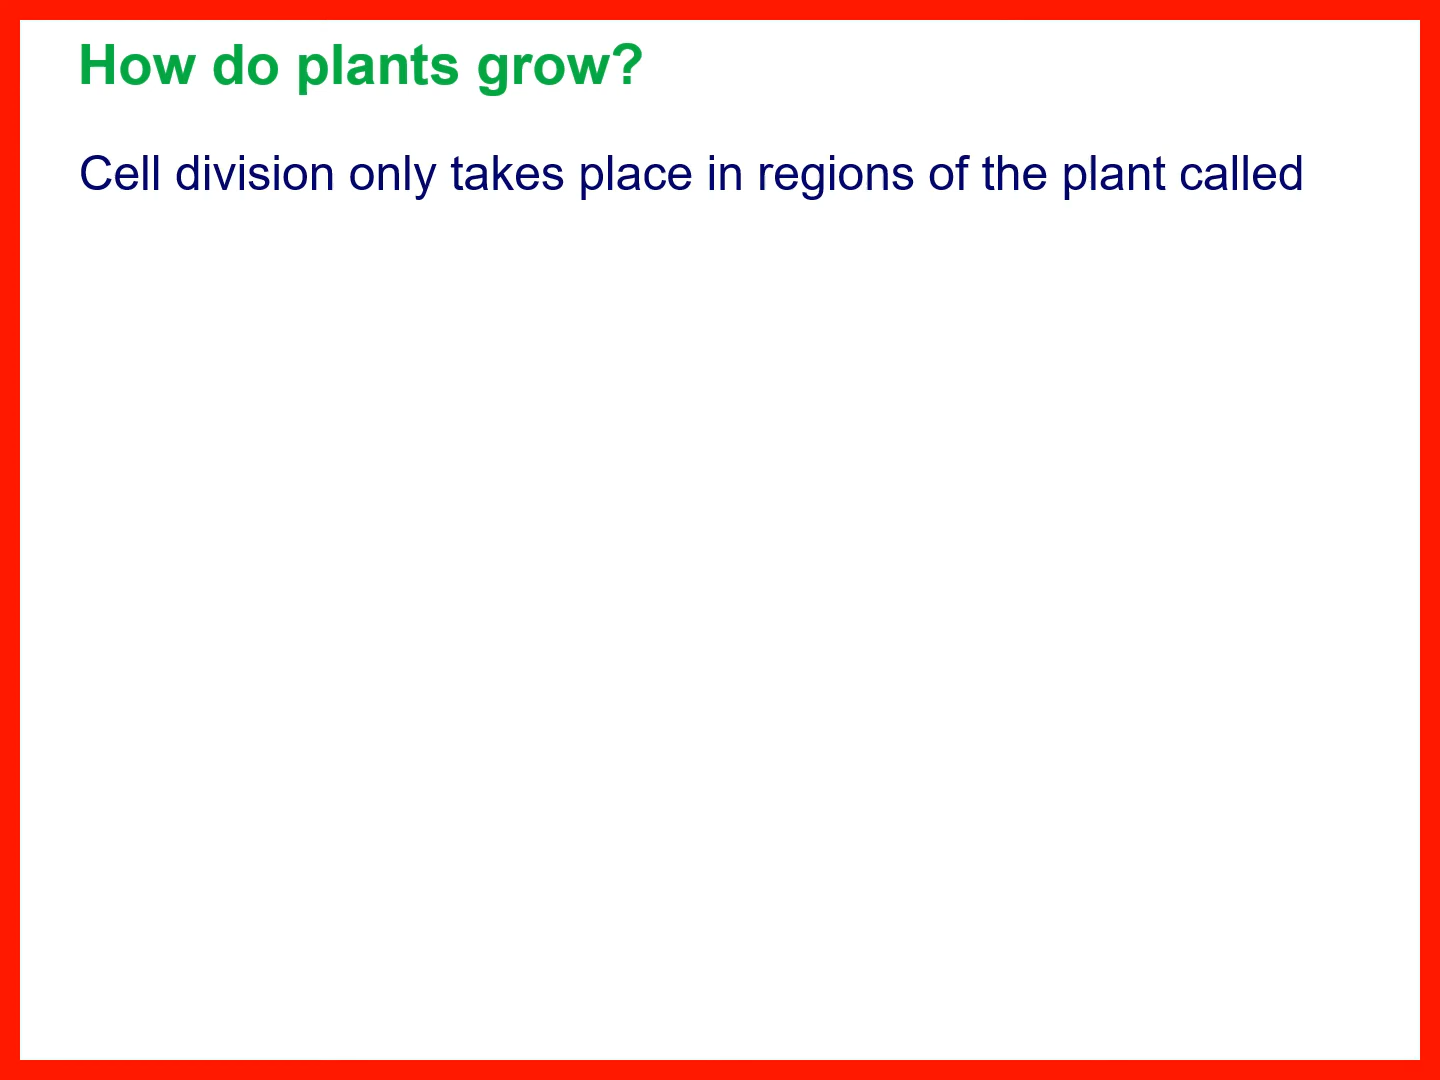 How do plants grow?
Cell division only takes place in regions of the plant called